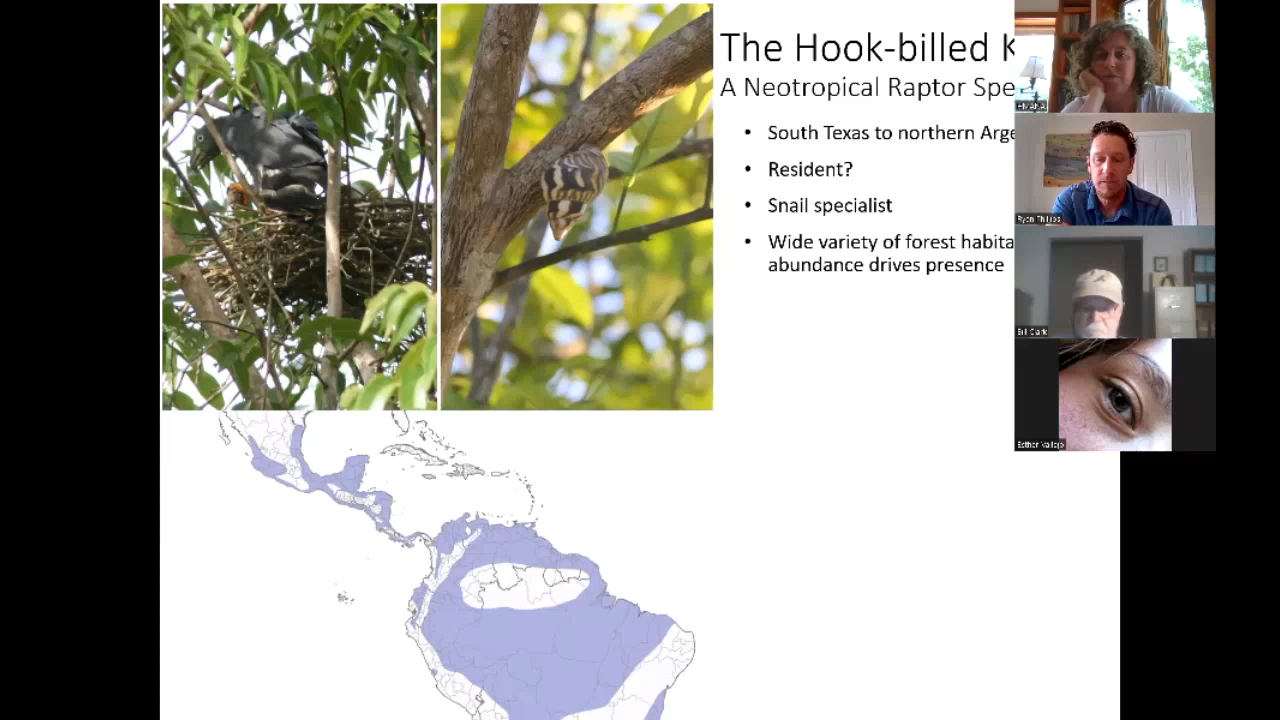 The Hook-billed K
A Neotropical Raptor Spe
• South Texas to northern Arge
• Resident?
• Snail specialist
• Wide variety of forest habita
abundance drives presence
HMANA
Ryan Phillips
Bill Clark
Esther Vallejo